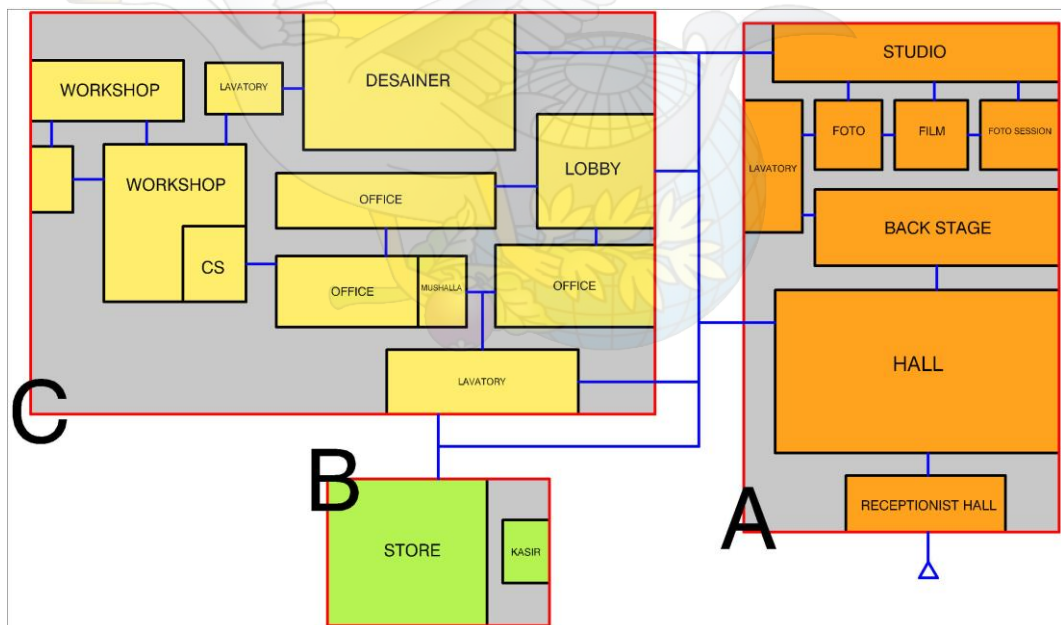 WORKSHOP
LAVATORY
DESAINER
WORKSHOP
CS
OFFICE
LOBBY
OFFICE
MUSHALLA
OFFICE
LAVATORY
C
STUDIO
FOTO
FILM
FOTO SESSION
LAVATORY
BACK STAGE
HALL
RECEPTIONIST HALL
A
B
STORE
KASIR